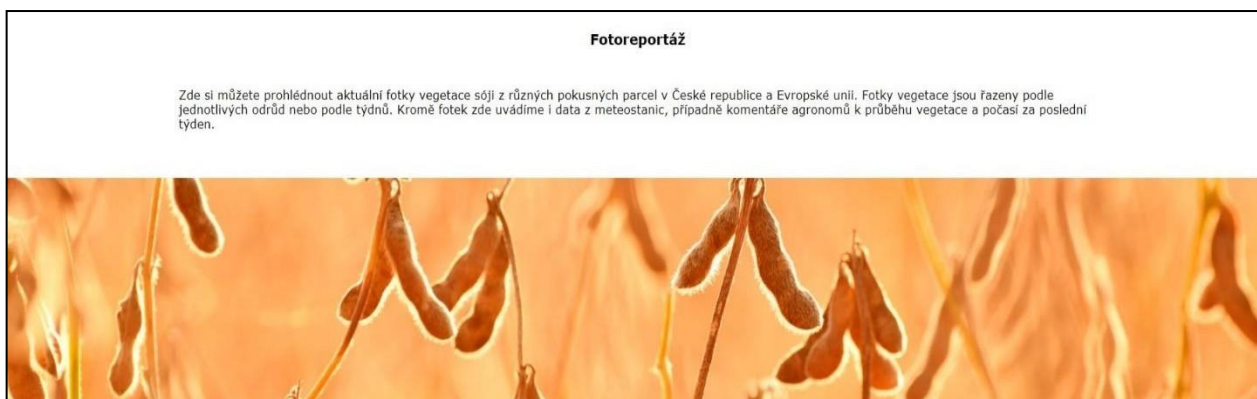 Fotoreportáž
Zde si můžete prohlédnout aktuální fotky vegetace sóji z různých pokusných parcel v České republice a Evropské unii. Fotky vegetace jsou řazeny podle
jednotlivých odrůd nebo podle týdnů. Kromě fotek zde uvádíme i data z meteostanic, případně komentáře agronomů k průběhu vegetace a počasí za poslední
týden.